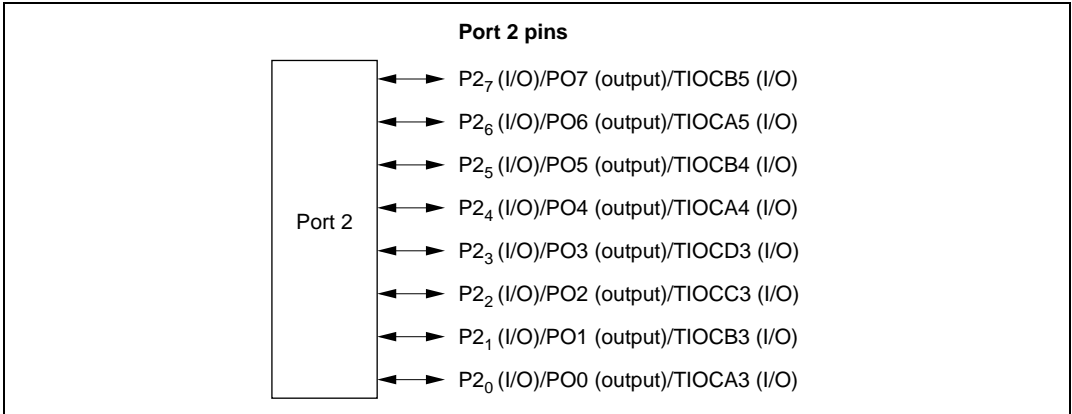 Port 2 pins
P2₇ (I/O)/PO7 (output)/TIOCB5 (I/O)
P2₆ (I/O)/PO6 (output)/TIOCA5 (I/O)
P2₅ (I/O)/PO5 (output)/TIOCB4 (I/O)
P2₄ (I/O)/PO4 (output)/TIOCA4 (I/O)
Port 2
P2₃ (I/O)/PO3 (output)/TIOCD3 (I/O)
P2₂ (I/O)/PO2 (output)/TIOCC3 (I/O)
P2₁ (I/O)/PO1 (output)/TIOCB3 (I/O)
P2₀ (I/O)/PO0 (output)/TIOCA3 (I/O)